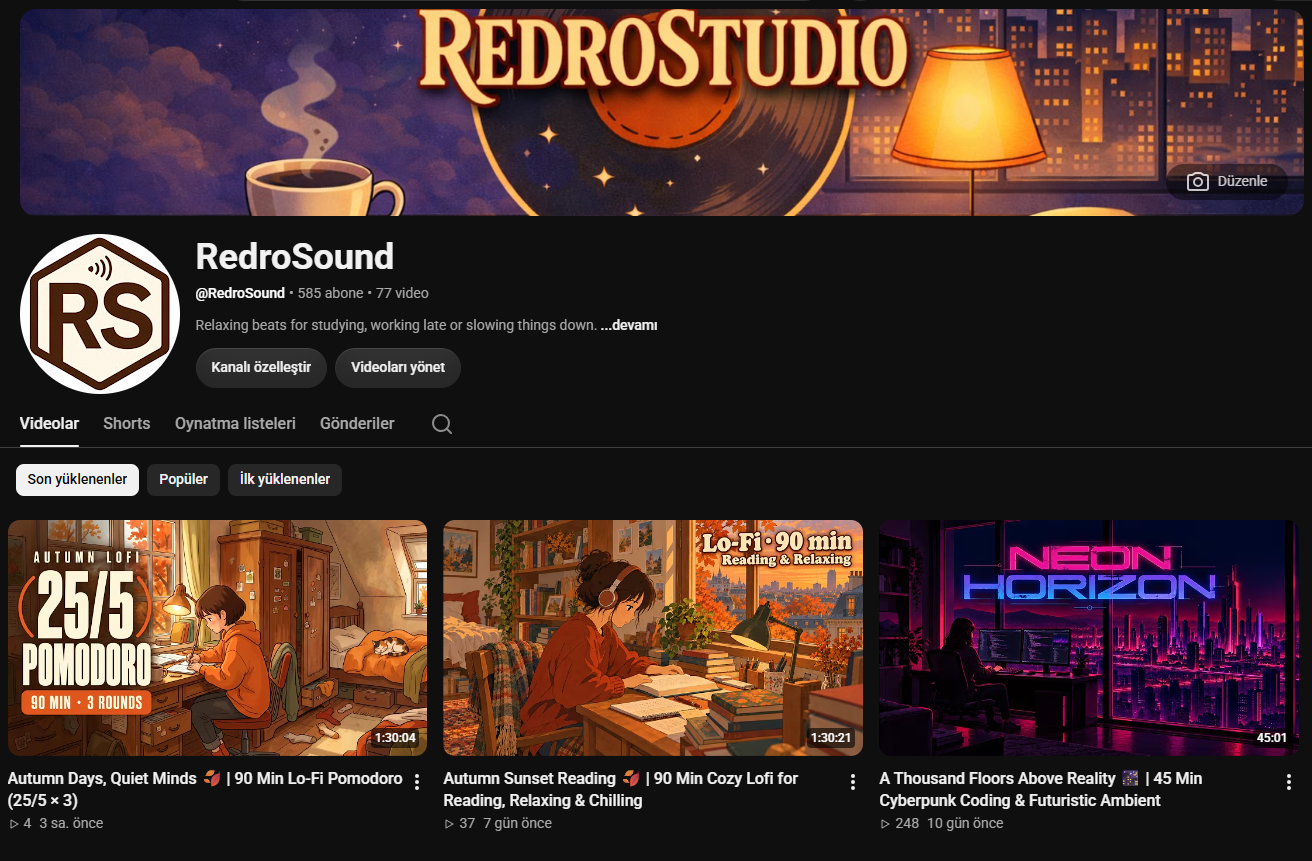 REDROSTUDIO
Düzenle
RS
RedroSound
@RedroSound • 585 abone • 77 video
Relaxing beats for studying, working late or slowing things down. ...devamı
Kanalı özelleştir
Videoları yönet
Videolar
Shorts
Oynatma listeleri
Gönderiler
Son yüklenenler
Popüler
İlk yüklenenler
AUTUMN LOFI
25/5
POMODORO
90 MIN • 3 ROUNDS
1:30:04
Autumn Days, Quiet Minds 🍂 | 90 Min Lo-Fi Pomodoro
(25/5 × 3)
4 3 sa. önce
Lo-Fi • 90 min
Reading & Relaxing
1:30:21
Autumn Sunset Reading 🍂 | 90 Min Cozy Lofi for
Reading, Relaxing & Chilling
37 7 gün önce
NEON
HORIZON
45:01
A Thousand Floors Above Reality 🌌 | 45 Min
Cyberpunk Coding & Futuristic Ambient
248 10 gün önce